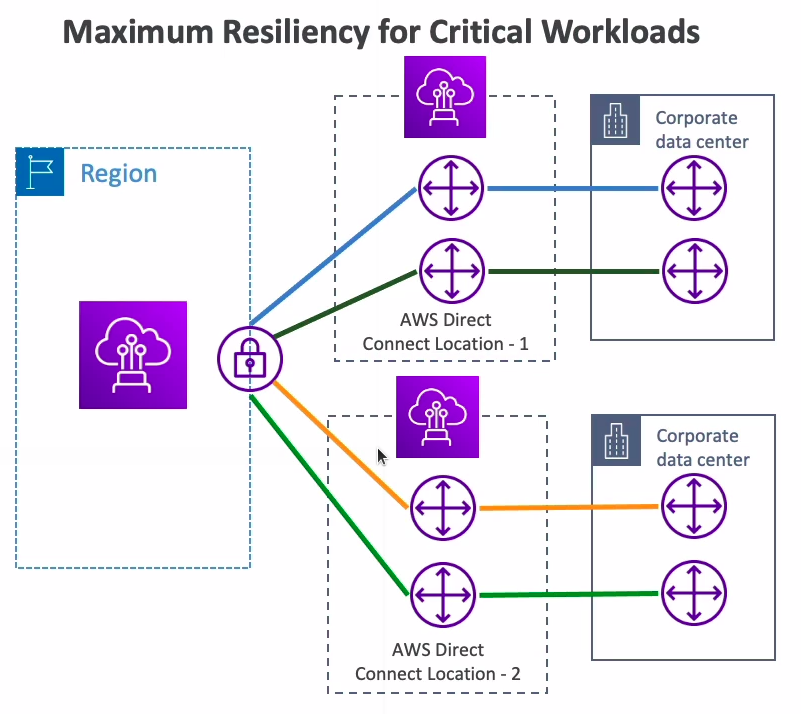 Maximum Resiliency for Critical Workloads
Region
Corporate
data center
AWS Direct
Connect Location - 1
Corporate
data center
AWS Direct
Connect Location - 2